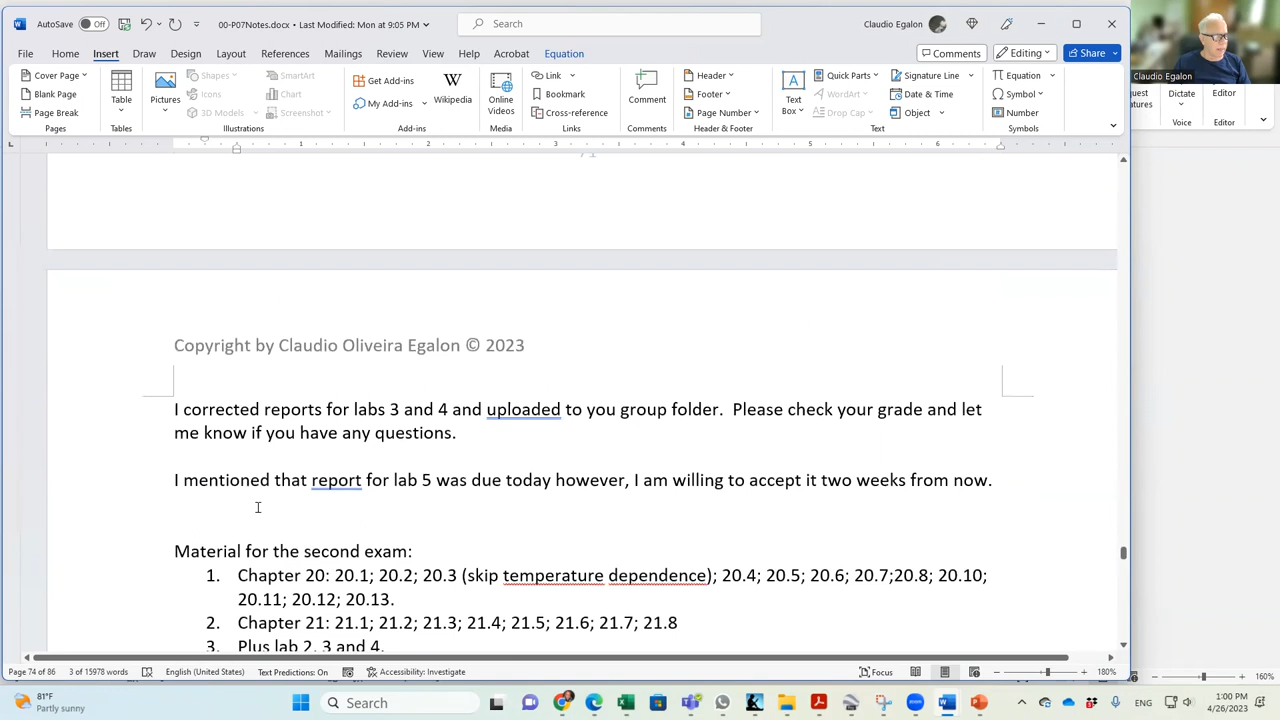 AutoSave Off 00-P07Notes.docx • Last Modified: Mon at 9:05 PM Search Claudio Egalon
Claudio Egalon
File Home Insert Draw Design Layout References Mailings Review View Help Acrobat Equation Comments Editing Share
Cover Page Blank Page Page Break Pages
Table Tables
Pictures Shapes Icons 3D Models SmartArt Chart Screenshot Illustrations
Get Add-ins My Add-ins Wikipedia Add-ins
Online Videos Media
Link Bookmark Cross-reference Links
Comment Comments
Header Footer Page Number Header & Footer
Text Box Quick Parts WordArt Drop Cap Signature Line Date & Time Object Text
Equation Symbol Number Symbols
Dictate Voice Editor Editor
1 2 3 4 5 6
Copyright by Claudio Oliveira Egalon © 2023
I corrected reports for labs 3 and 4 and uploaded to you group folder. Please check your grade and let
me know if you have any questions.
I mentioned that report for lab 5 was due today however, I am willing to accept it two weeks from now.
Material for the second exam:
1. Chapter 20: 20.1; 20.2; 20.3 (skip temperature dependence); 20.4; 20.5; 20.6; 20.7;20.8; 20.10;
20.11; 20.12; 20.13.
2. Chapter 21: 21.1; 21.2; 21.3; 21.4; 21.5; 21.6; 21.7; 21.8
3. Plus lab 2, 3 and 4.
Page 74 of 86 3 of 15978 words English (United States) Text Predictions: On Accessibility: Investigate Focus 180% 160%
81°F
Partly sunny
Search
1:00 PM
4/26/2023